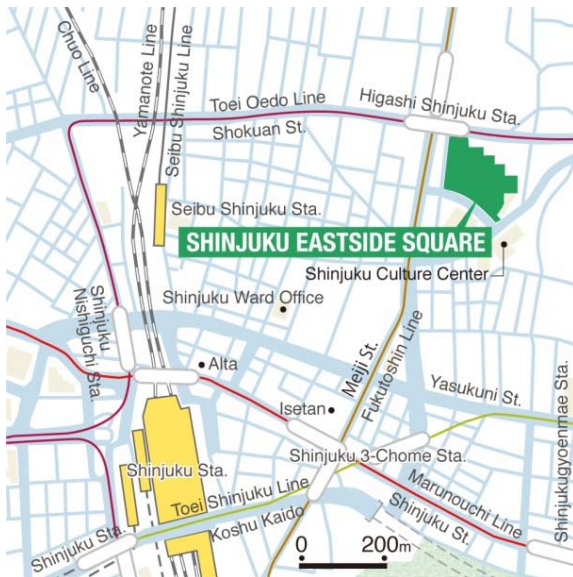 Chuo Line
Yamanote Line
Seibu Shinjuku Line
Toei Oedo Line
Shokuan St.
Higashi Shinjuku Sta.
Seibu Shinjuku Sta.
SHINJUKU EASTSIDE SQUARE
Shinjuku Culture Center
Shinjuku Ward Office
Shinjuku
Nishiguchi Sta.
Alta
Meiji St.
Fukutoshin Line
Yasukuni St.
Isetan
Shinjuku 3-Chome Sta.
Shinjukugyoenmae Sta.
Shinjuku Sta.
Toei Shinjuku Line
Marunouchi Line
Shinjuku St.
Koshu Kaido
Shinjuku Sta.
0 200m